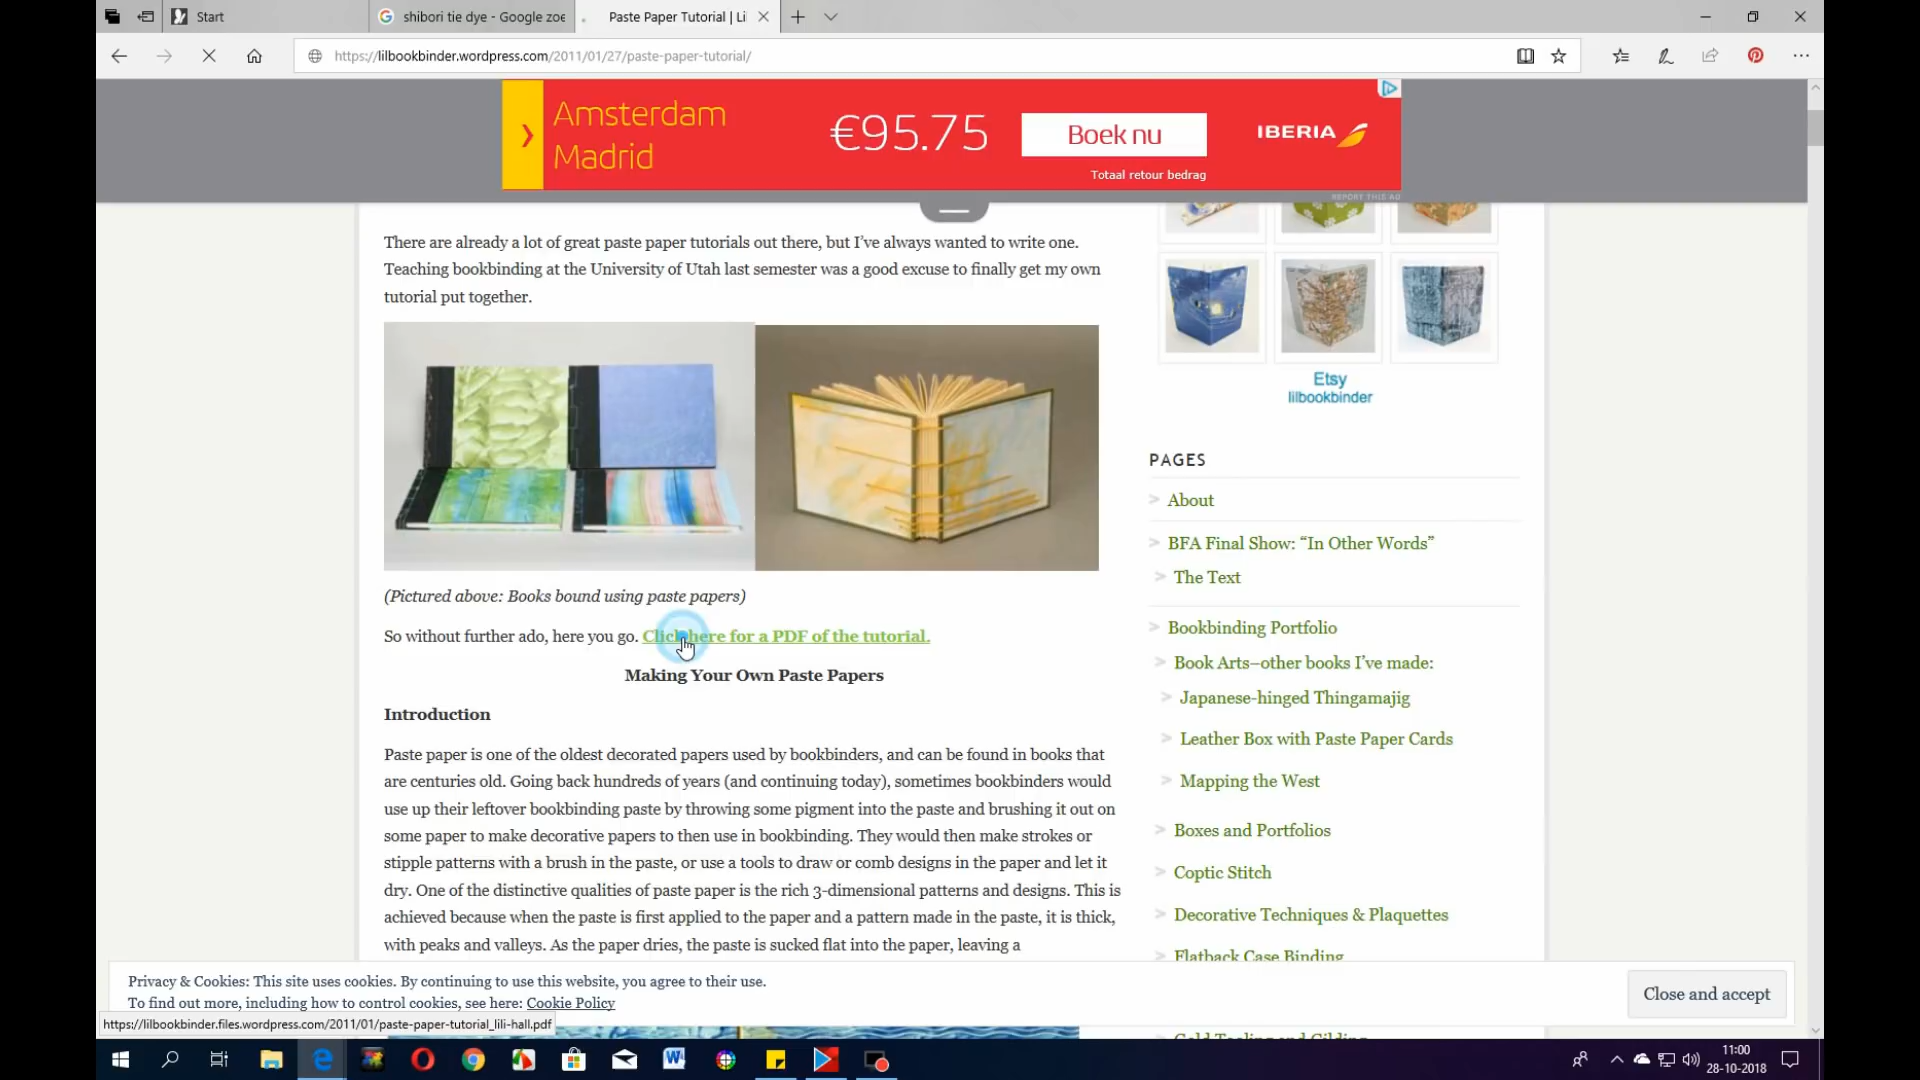 Start
shibori tie dye - Google zoe
Paste Paper Tutorial | Lil
https://lilbookbinder.wordpress.com/2011/01/27/paste-paper-tutorial/
Amsterdam
Madrid
€95.75
Boek nu
Totaal retour bedrag
IBERIA
REPORT THIS AD
There are already a lot of great paste paper tutorials out there, but I've always wanted to write one.
Teaching bookbinding at the University of Utah last semester was a good excuse to finally get my own
tutorial put together.
(Pictured above: Books bound using paste papers)
So without further ado, here you go. Click here for a PDF of the tutorial.
Making Your Own Paste Papers
Introduction
Paste paper is one of the oldest decorated papers used by bookbinders, and can be found in books that
are centuries old. Going back hundreds of years (and continuing today), sometimes bookbinders would
use up their leftover bookbinding paste by throwing some pigment into the paste and brushing it out on
some paper to make decorative papers to then use in bookbinding. They would then make strokes or
stipple patterns with a brush in the paste, or use a tools to draw or comb designs in the paper and let it
dry. One of the distinctive qualities of paste paper is the rich 3-dimensional patterns and designs. This is
achieved because when the paste is first applied to the paper and a pattern made in the paste, it is thick,
with peaks and valleys. As the paper dries, the paste is sucked flat into the paper, leaving a
Etsy
lilbookbinder
PAGES
About
BFA Final Show: “In Other Words”
The Text
Bookbinding Portfolio
Book Arts–other books I've made:
Japanese-hinged Thingamajig
Leather Box with Paste Paper Cards
Mapping the West
Boxes and Portfolios
Coptic Stitch
Decorative Techniques & Plaquettes
Flatback Case Binding
Gold Tooling and Gilding
Privacy & Cookies: This site uses cookies. By continuing to use this website, you agree to their use.
To find out more, including how to control cookies, see here: Cookie Policy
Close and accept
https://lilbookbinder.files.wordpress.com/2011/01/paste-paper-tutorial_lili-hall.pdf
11:00
28-10-2018